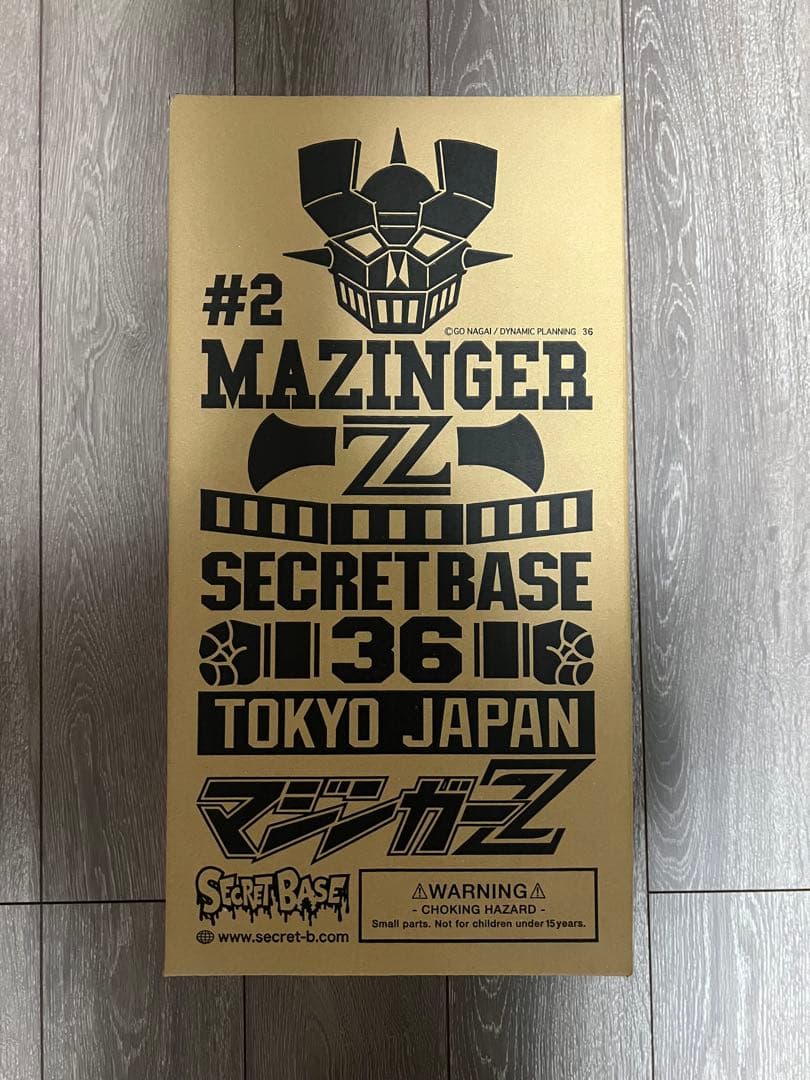 #2
©GO NAGAI / DYNAMIC PLANNING 36
MAZINGER
Z
SECRET BASE
36
TOKYO JAPAN
マジンガーZ
SECRET BASE
www.secret-b.com
⚠WARNING⚠
- CHOKING HAZARD -
Small parts. Not for children under 15years.